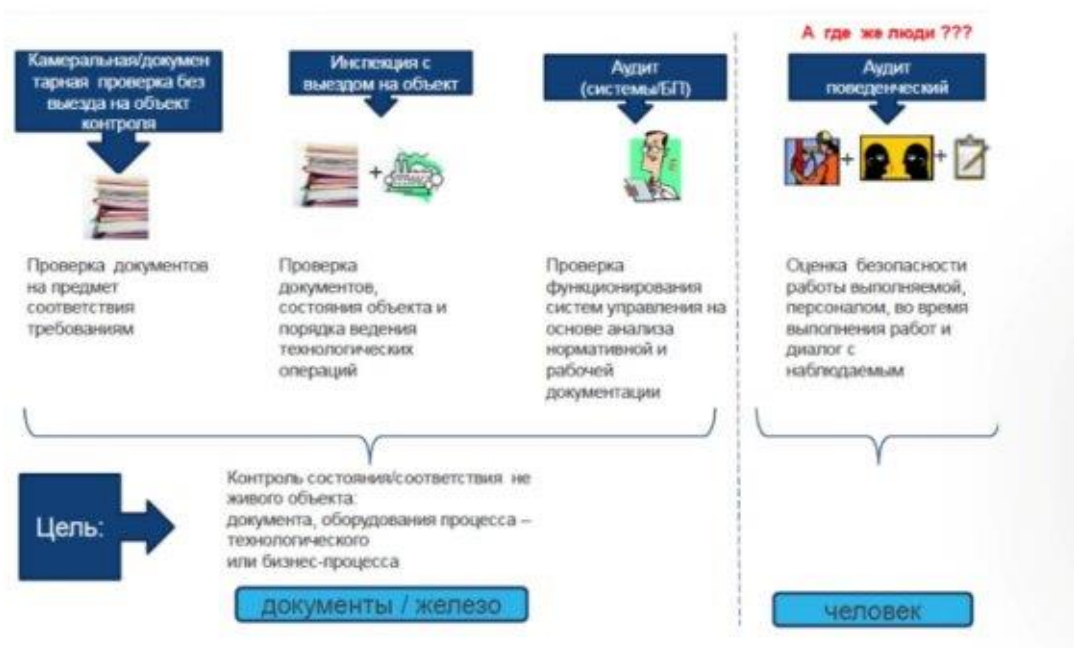 А где же люди ???
Камеральная/докумен
тарная проверка без
выезда на объект
контроля
Инспекция с
выездом на объект
Аудит
(системы/БП)
Аудит
поведенческий
+
+
+
Проверка документов
на предмет
соответствия
требованиям
Проверка
документов,
состояния объекта и
порядка ведения
технологических
операций
Проверка
функционирования
систем управления на
основе анализа
нормативной и
рабочей
документации
Оценка безопасности
работы выполняемой,
персоналом, во время
выполнения работ и
диалог с
наблюдаемым
Цель:
Контроль состояния/соответствия не
живого объекта:
документа, оборудования процесса –
технологического
или бизнес-процесса
документы / железо
человек